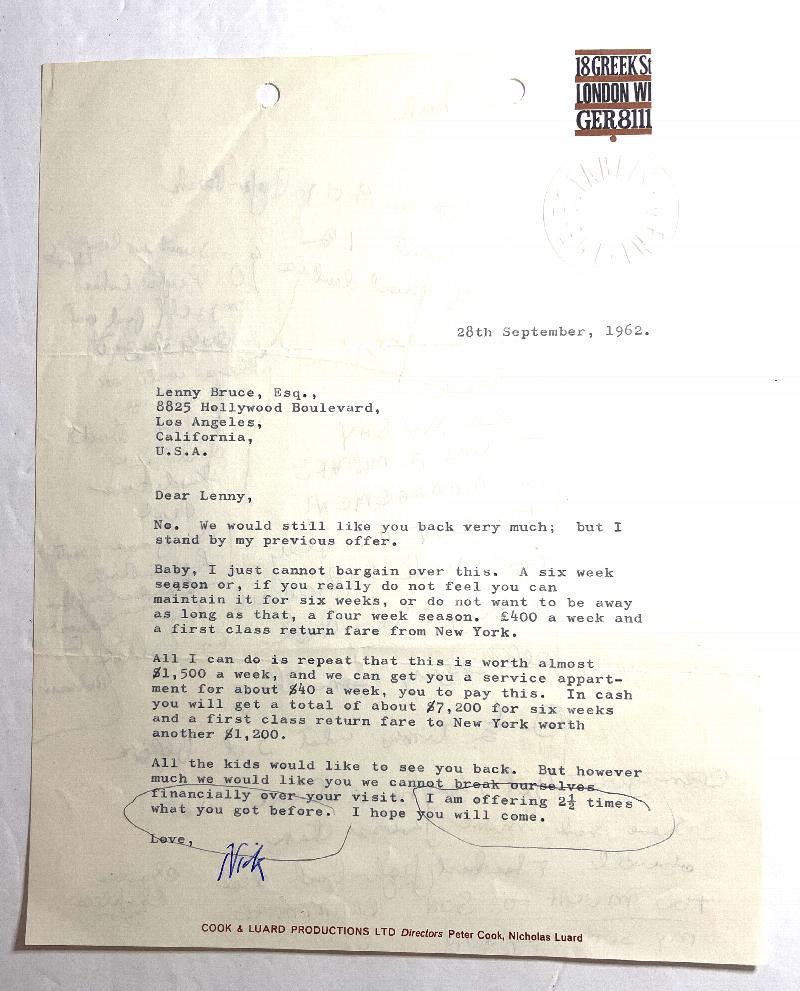 18 GREEK St
LONDON WI
GER 8111
28th September, 1962.
Lenny Bruce, Esq.,
8825 Hollywood Boulevard,
Los Angeles,
California,
U.S.A.
Dear Lenny,
No. We would still like you back very much; but I
stand by my previous offer.
Baby, I just cannot bargain over this. A six week
season or, if you really do not feel you can
maintain it for six weeks, or do not want to be away
as long as that, a four week season. £400 a week and
a first class return fare from New York.
All I can do is repeat that this is worth almost
$1,500 a week, and we can get you a service appart-
ment for about $40 a week, you to pay this. In cash
you will get a total of about $7,200 for six weeks
and a first class return fare to New York worth
another $1,200.
All the kids would like to see you back. But however
much we would like you we cannot break ourselves
financially over your visit. I am offering 2½ times
what you got before. I hope you will come.
Love,
Nick
COOK & LUARD PRODUCTIONS LTD Directors Peter Cook, Nicholas Luard